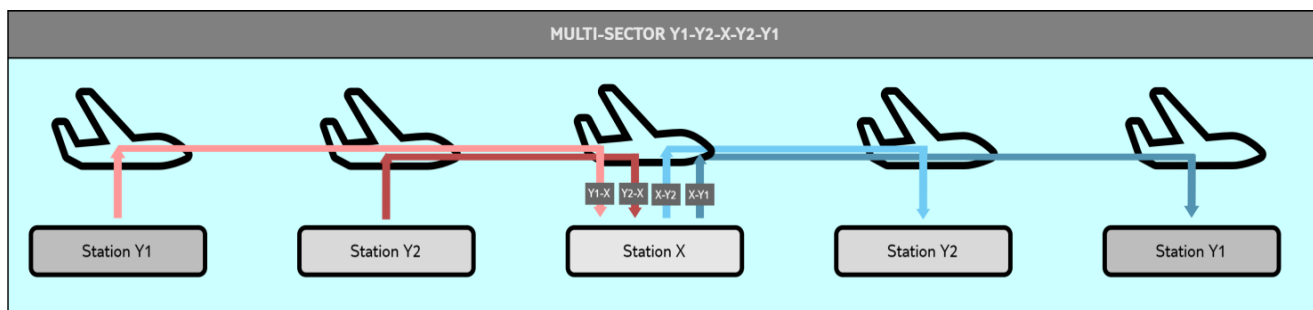 MULTI-SECTOR Y1-Y2-X-Y2-Y1
Y1-X
Y2-X
X-Y2
X-Y1
Station Y1
Station Y2
Station X
Station Y2
Station Y1